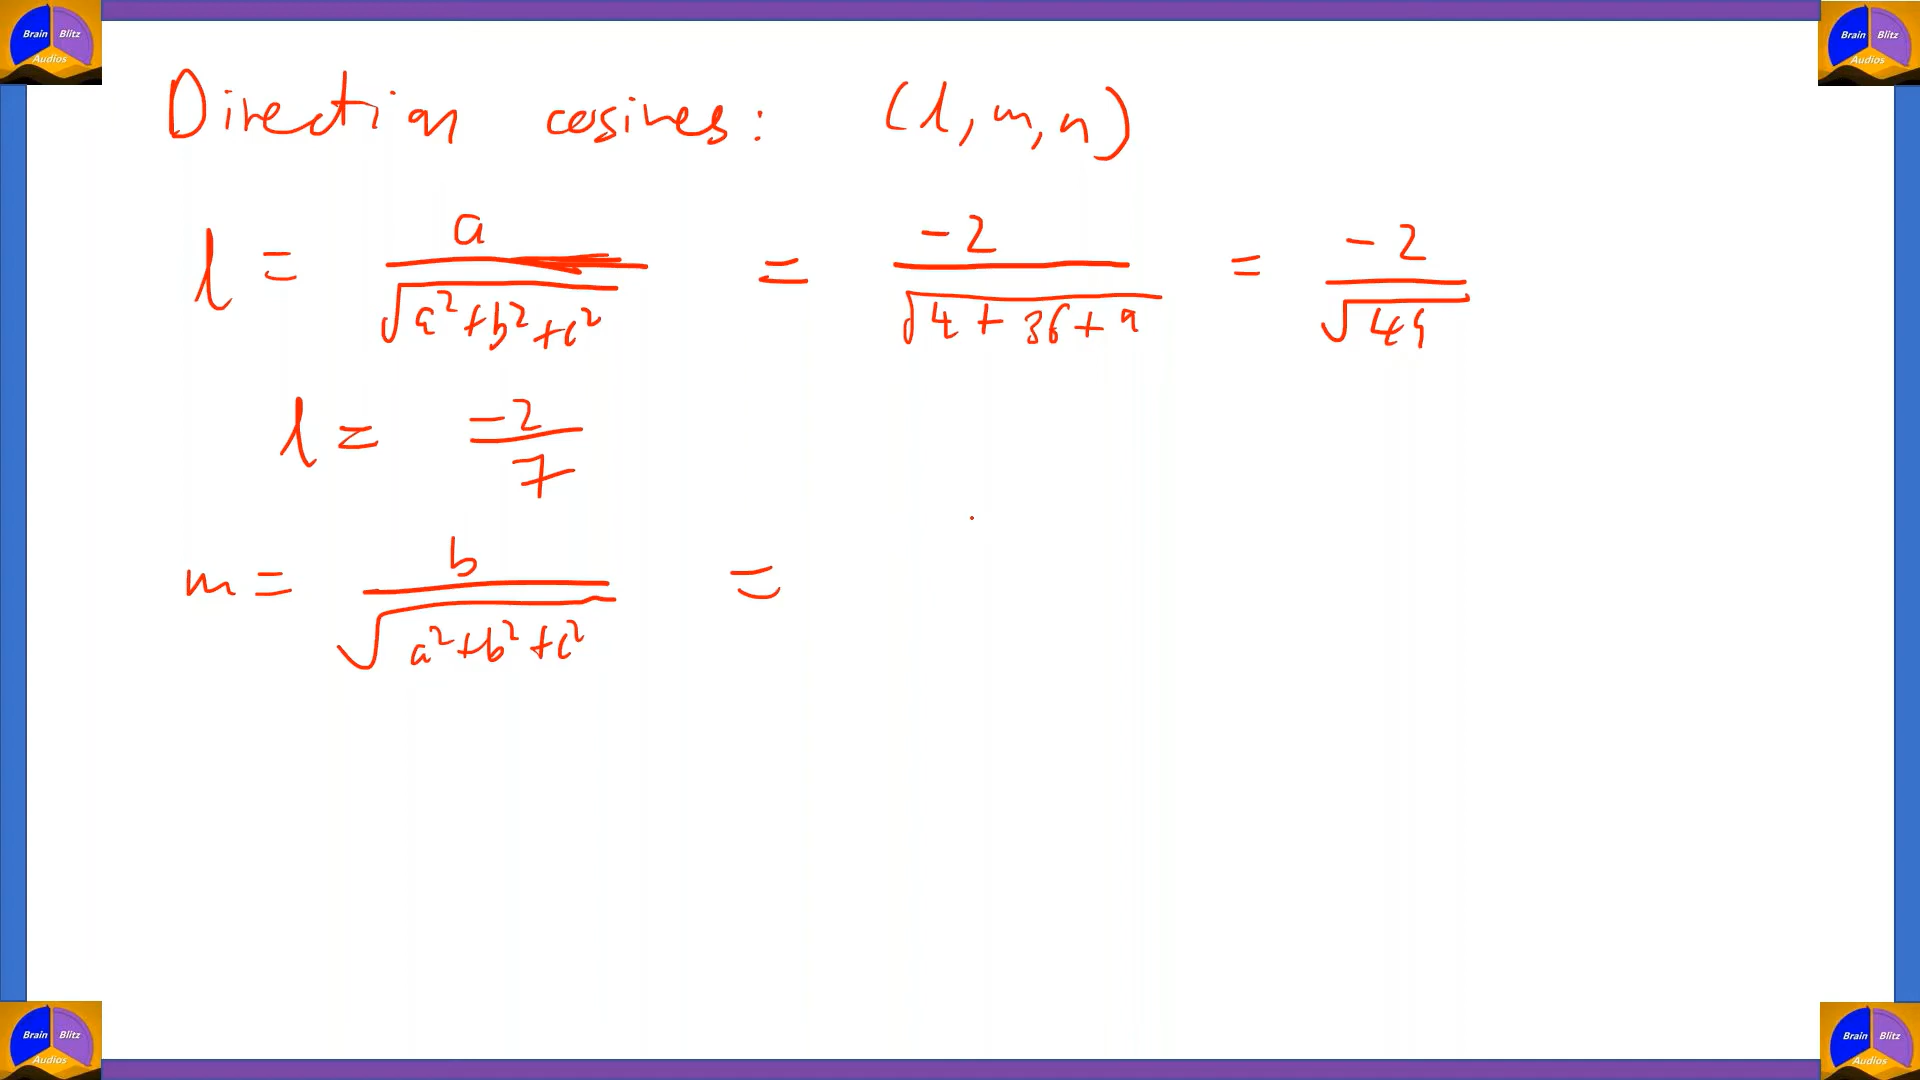 Brain Blitz Audios
Brain Blitz Audios
Direction cosines: (l, m, n)
l = a / √(a² + b² + c²) = -2 / √(4 + 36 + 9) = -2 / √49
l = -2 / 7
m = b / √(a² + b² + c²) =
Brain Blitz Audios
Brain Blitz Audios